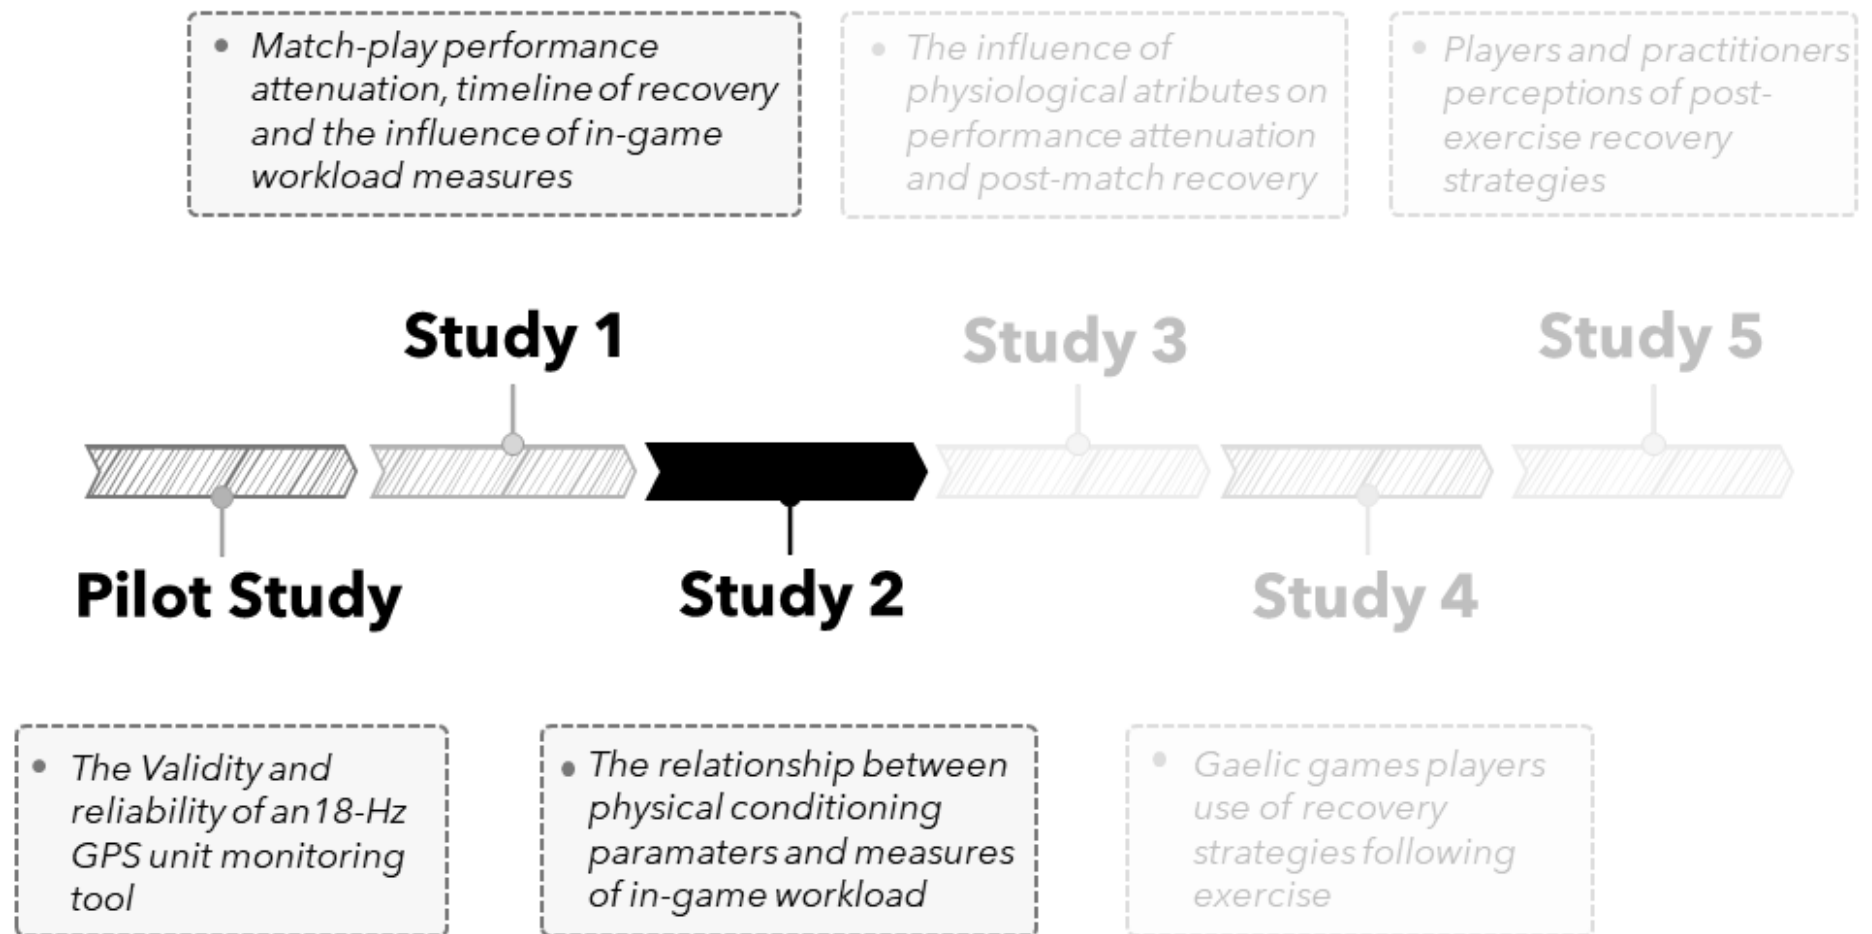 • Match-play performance
attenuation, timeline of recovery
and the influence of in-game
workload measures
• The influence of
physiological atributes on
performance attenuation
and post-match recovery
• Players and practitioners
perceptions of post-
exercise recovery
strategies
Study 1
Study 3
Study 5
Pilot Study
Study 2
Study 4
• The Validity and
reliability of an 18-Hz
GPS unit monitoring
tool
• The relationship between
physical conditioning
paramaters and measures
of in-game workload
• Gaelic games players
use of recovery
strategies following
exercise